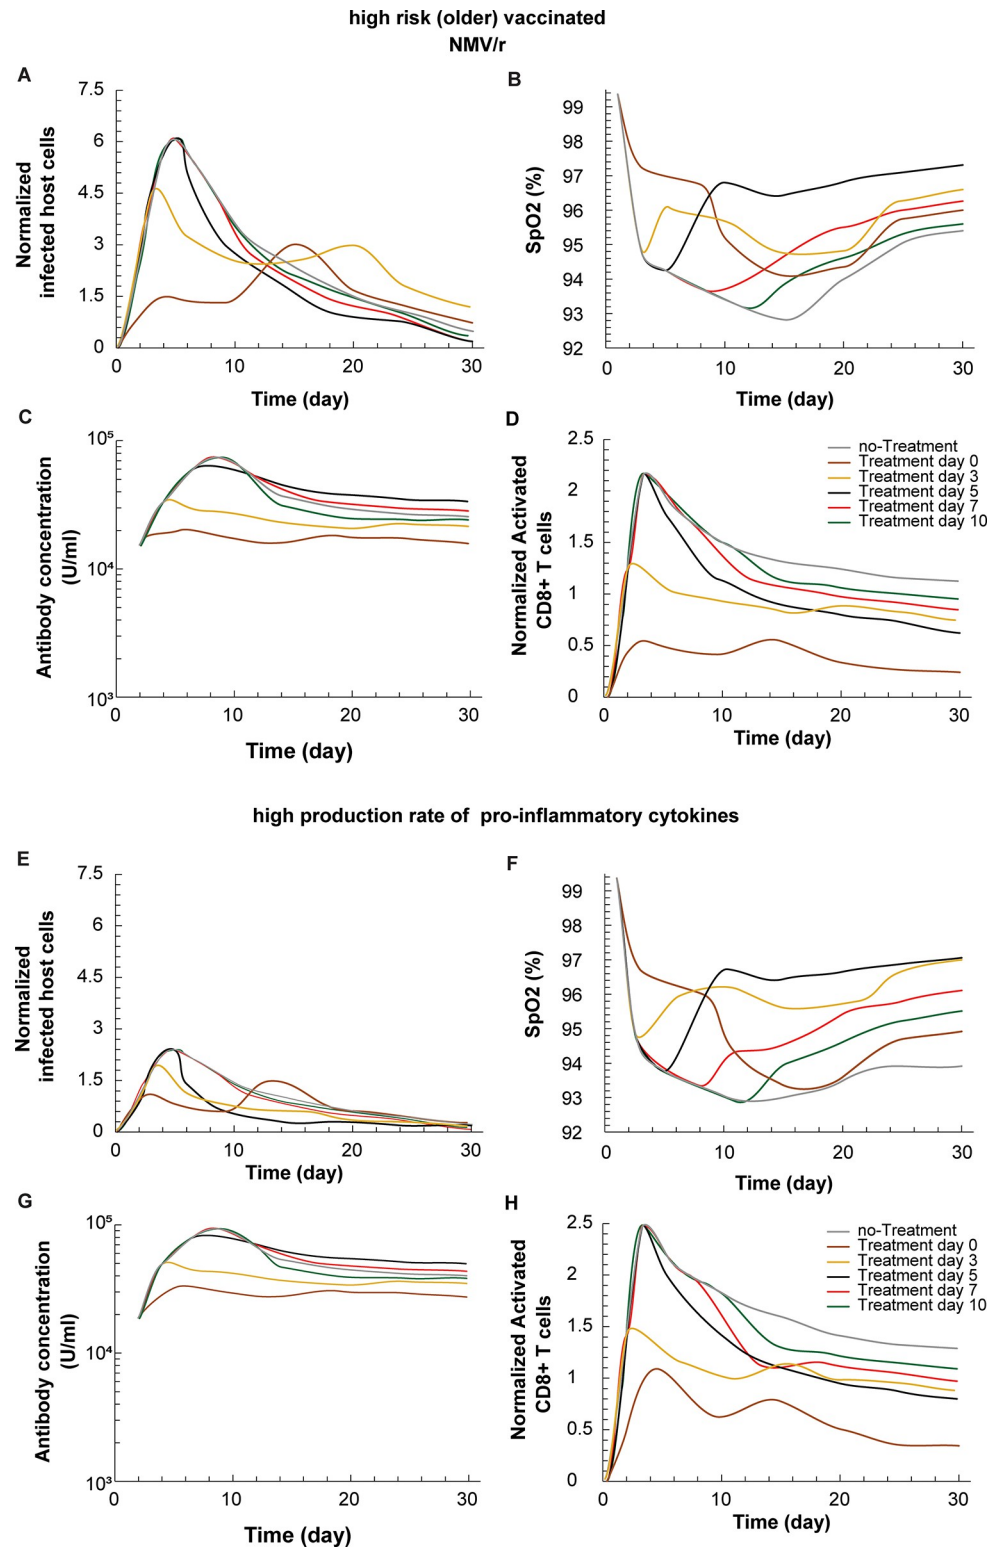 high risk (older) vaccinated
NMV/r
A
7.5
6
4.5
3
1.5
0
0
10
20
30
Normalized
infected host cells
Time (day)
B
99
98
97
96
95
94
93
92
0
10
20
30
SpO2 (%)
Time (day)
C
10⁵
10⁴
10³
0
10
20
30
Antibody concentration
(U/ml)
Time (day)
D
2.5
2
1.5
1
0.5
0
0
10
20
30
Normalized Activated
CD8+ T cells
Time (day)
no-Treatment
Treatment day 0
Treatment day 3
Treatment day 5
Treatment day 7
Treatment day 10
high production rate of pro-inflammatory cytokines
E
7.5
6
4.5
3
1.5
0
0
10
20
30
Normalized
infected host cells
Time (day)
F
99
98
97
96
95
94
93
92
0
10
20
30
SpO2 (%)
Time (day)
G
10⁵
10⁴
10³
0
10
20
30
Antibody concentration
(U/ml)
Time (day)
H
2.5
2
1.5
1
0.5
0
0
10
20
30
Normalized Activated
CD8+ T cells
Time (day)
no-Treatment
Treatment day 0
Treatment day 3
Treatment day 5
Treatment day 7
Treatment day 10